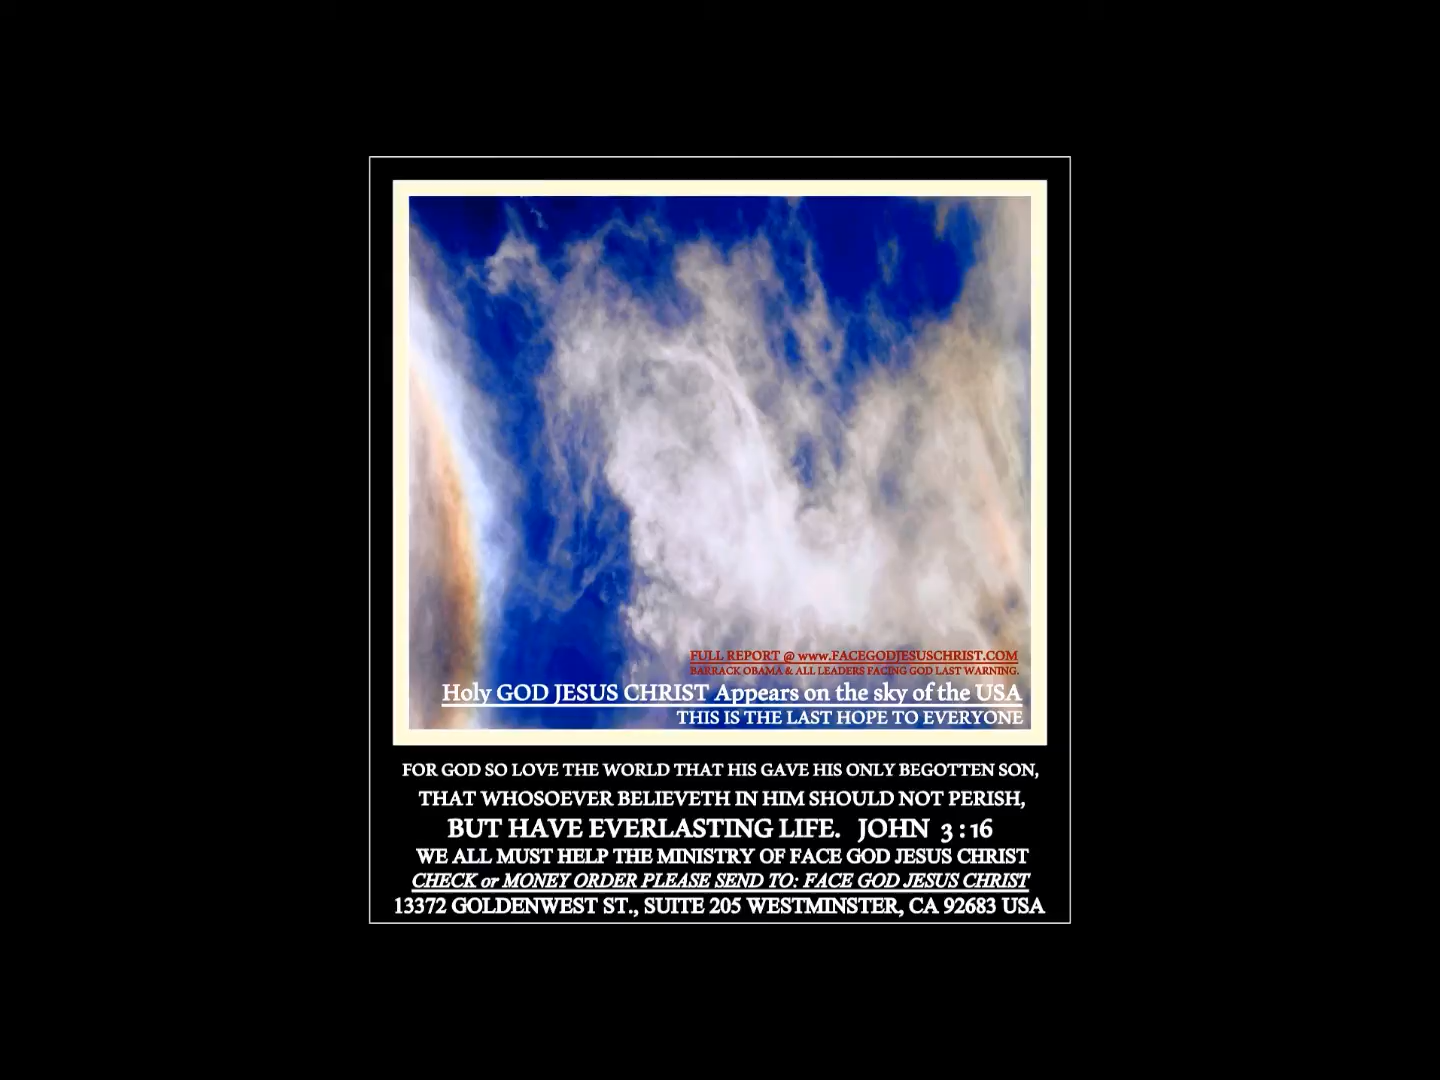 FULL REPORT @ www.FACEGODJESUSCHRIST.COM
BARRACK OBAMA & ALL LEADERS FACING GOD LAST WARNING.
Holy GOD JESUS CHRIST Appears on the sky of the USA
THIS IS THE LAST HOPE TO EVERYONE
FOR GOD SO LOVE THE WORLD THAT HIS GAVE HIS ONLY BEGOTTEN SON,
THAT WHOSOEVER BELIEVETH IN HIM SHOULD NOT PERISH,
BUT HAVE EVERLASTING LIFE. JOHN 3 : 16
WE ALL MUST HELP THE MINISTRY OF FACE GOD JESUS CHRIST
CHECK or MONEY ORDER PLEASE SEND TO: FACE GOD JESUS CHRIST
13372 GOLDENWEST ST., SUITE 205 WESTMINSTER, CA 92683 USA